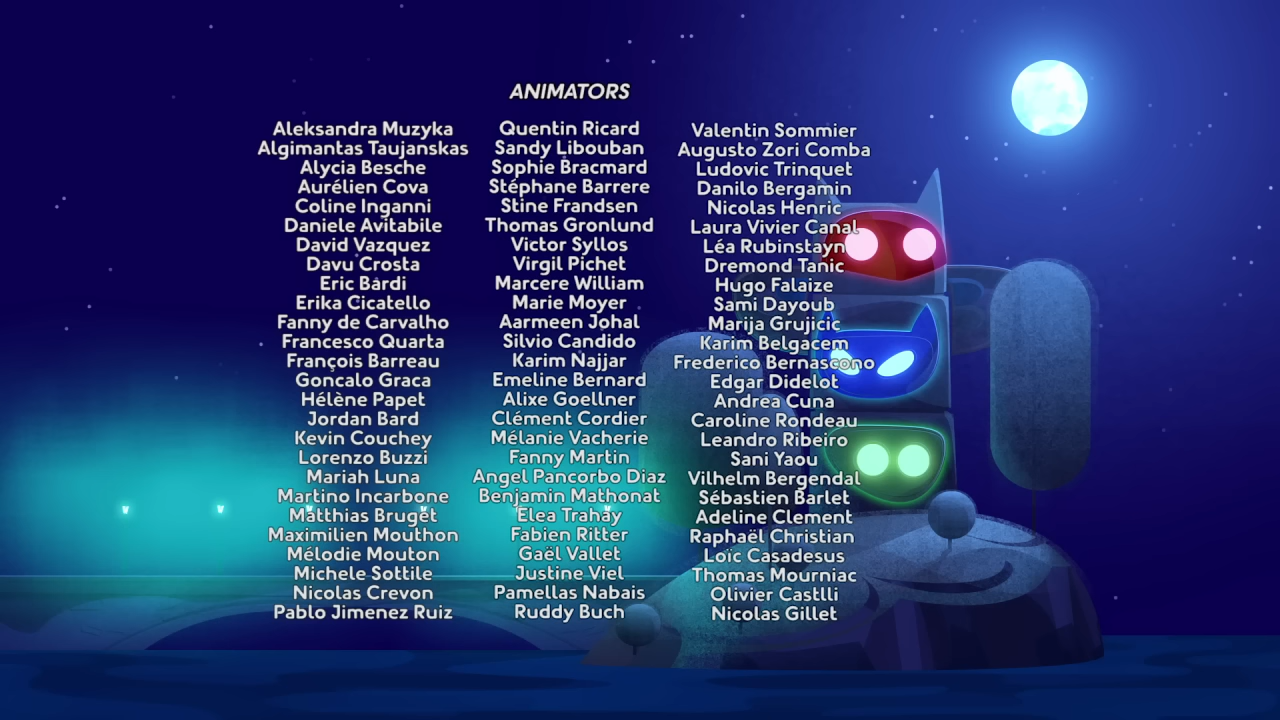 ANIMATORS
Aleksandra Muzyka
Algimantas Taujanskas
Alycia Besche
Aurélien Cova
Coline Inganni
Daniele Avitabile
David Vazquez
Davu Crosta
Eric Bardi
Erika Cicatello
Fanny de Carvalho
Francesco Quarta
François Barreau
Goncalo Graca
Hélène Papet
Jordan Bard
Kevin Couchey
Lorenzo Buzzi
Mariah Luna
Martino Incarbone
Matthias Bruget
Maximilien Mouthon
Mélodie Mouton
Michele Sottile
Nicolas Crevon
Pablo Jimenez Ruiz
Quentin Ricard
Sandy Libouban
Sophie Bracmard
Stéphane Barrere
Stine Frandsen
Thomas Gronlund
Victor Syllos
Virgil Pichet
Marcere William
Marie Moyer
Aarmeen Johal
Silvio Candido
Karim Najjar
Emeline Bernard
Alixe Goellner
Clément Cordier
Mélanie Vacherie
Fanny Martin
Angel Pancorbo Diaz
Benjamin Mathonat
Elea Trahay
Fabien Ritter
Gaël Vallet
Justine Viel
Pamellas Nabais
Ruddy Buch
Valentin Sommier
Augusto Zori Comba
Ludovic Trinquet
Danilo Bergamin
Nicolas Henric
Laura Vivier Canal
Léa Rubinstayn
Dremond Tanic
Hugo Falaize
Sami Dayoub
Marija Grujicic
Karim Belgacem
Frederico Bernascono
Edgar Didelot
Andrea Cuna
Caroline Rondeau
Leandro Ribeiro
Sani Yaou
Vilhelm Bergendal
Sébastien Barlet
Adeline Clement
Raphaël Christian
Loïc Casadesus
Thomas Mourniac
Olivier Castlli
Nicolas Gillet